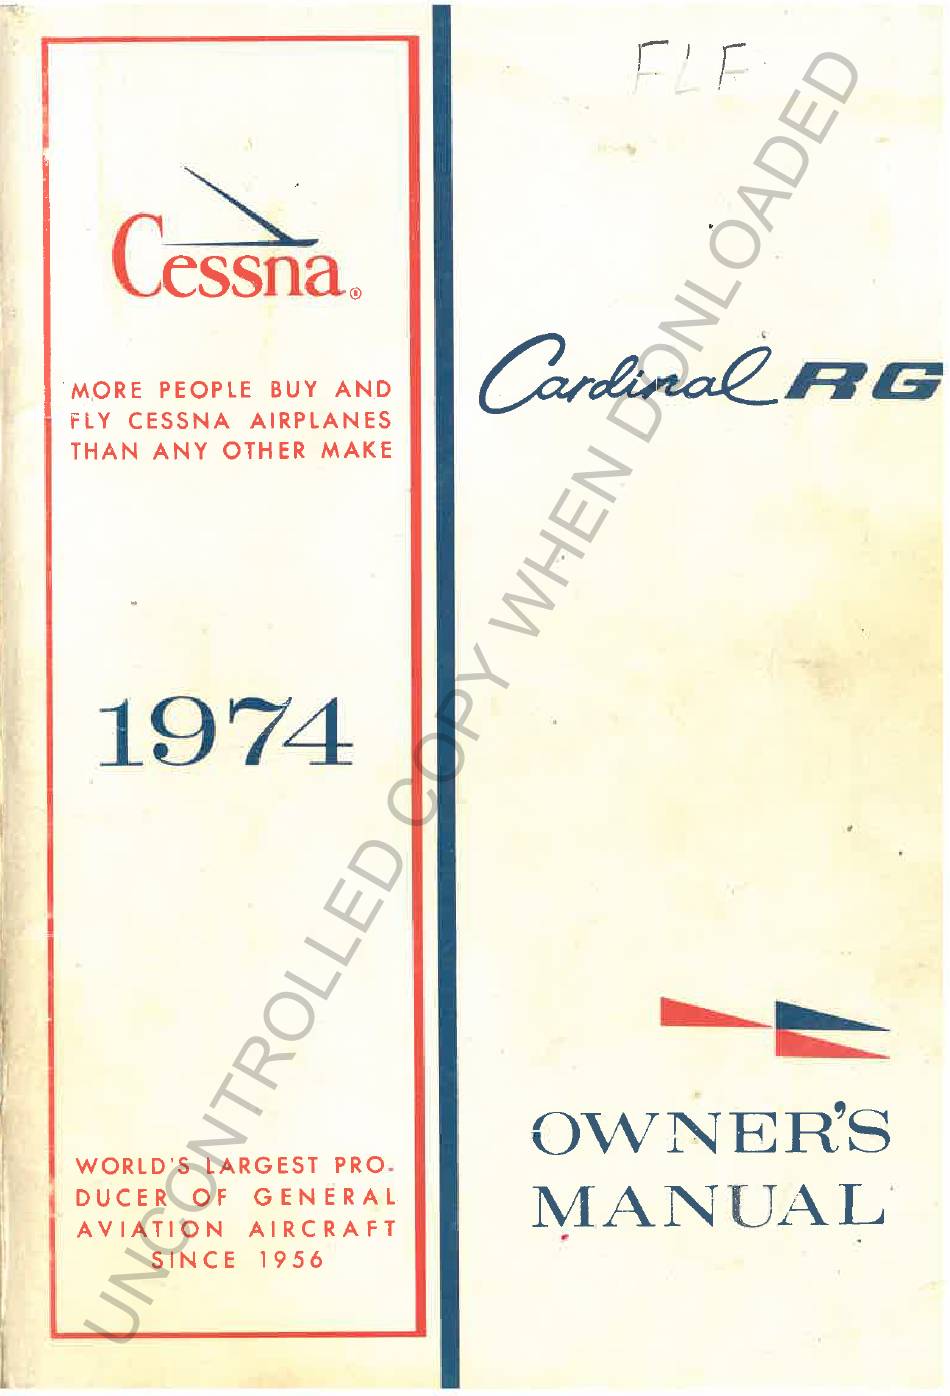 FLF
Cessna®
MORE PEOPLE BUY AND
FLY CESSNA AIRPLANES
THAN ANY OTHER MAKE
1974
WORLD'S LARGEST PRO-
DUCER OF GENERAL
AVIATION AIRCRAFT
SINCE 1956
Cardinal RG
OWNER'S
MANUAL
UNCONTROLLED COPY WHEN DONLOADED